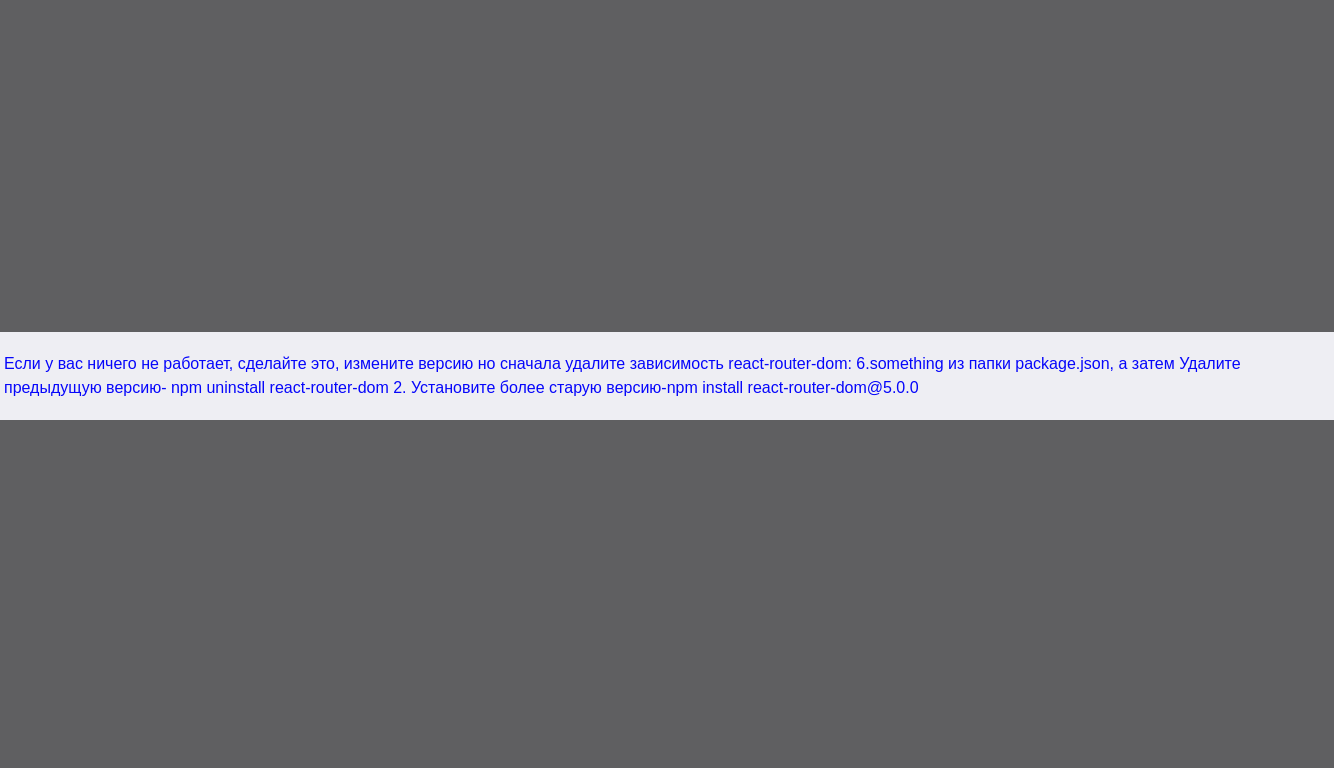 Если у вас ничего не работает, сделайте это, измените версию но сначала удалите зависимость react-router-dom: 6.something из папки package.json, а затем Удалите
предыдущую версию- npm uninstall react-router-dom 2. Установите более старую версию-npm install react-router-dom@5.0.0